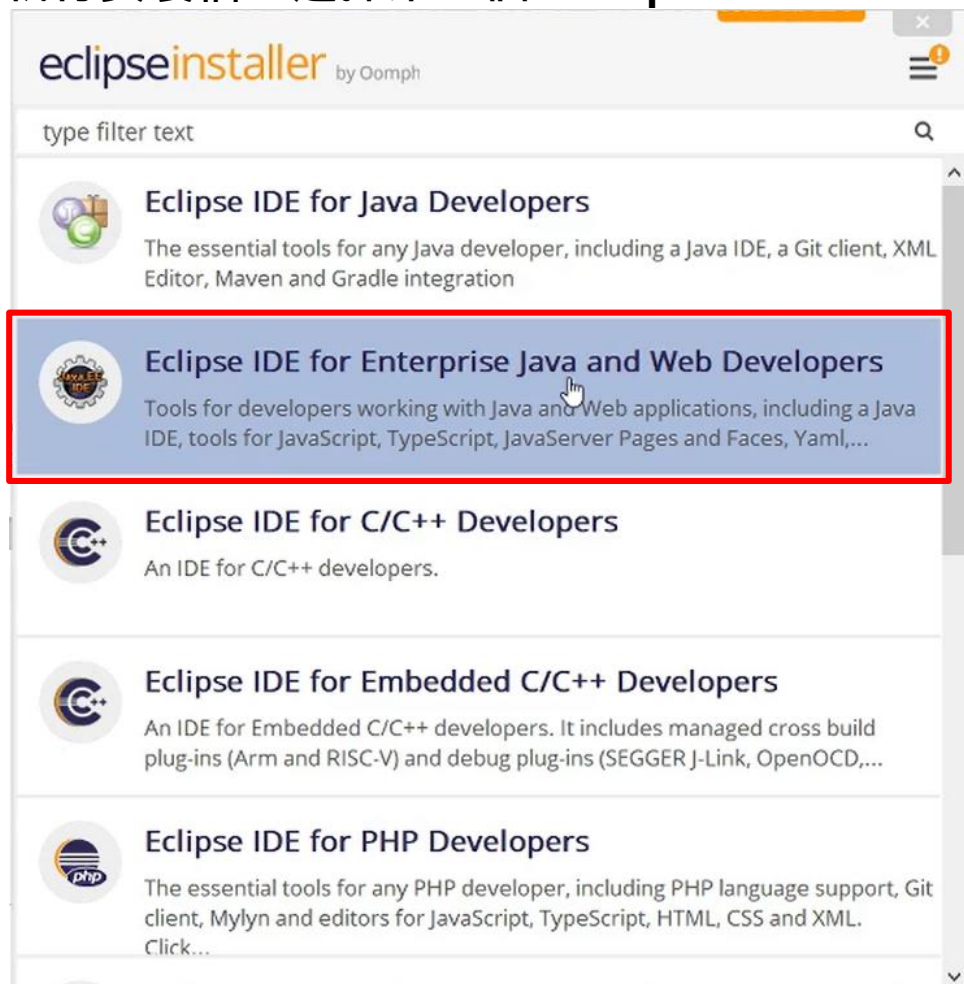 eclipseinstaller by Oomph
type filter text
Eclipse IDE for Java Developers
The essential tools for any Java developer, including a Java IDE, a Git client, XML
Editor, Maven and Gradle integration
Eclipse IDE for Enterprise Java and Web Developers
JAVA EE
IDE
Tools for developers working with Java and Web applications, including a Java
IDE, tools for JavaScript, TypeScript, JavaServer Pages and Faces, Yaml,...
Eclipse IDE for C/C++ Developers
C++
An IDE for C/C++ developers.
Eclipse IDE for Embedded C/C++ Developers
C++
An IDE for Embedded C/C++ developers. It includes managed cross build
plug-ins (Arm and RISC-V) and debug plug-ins (SEGGER J-Link, OpenOCD,...
Eclipse IDE for PHP Developers
php
The essential tools for any PHP developer, including PHP language support, Git
client, Mylyn and editors for JavaScript, TypeScript, HTML, CSS and XML.
Click...